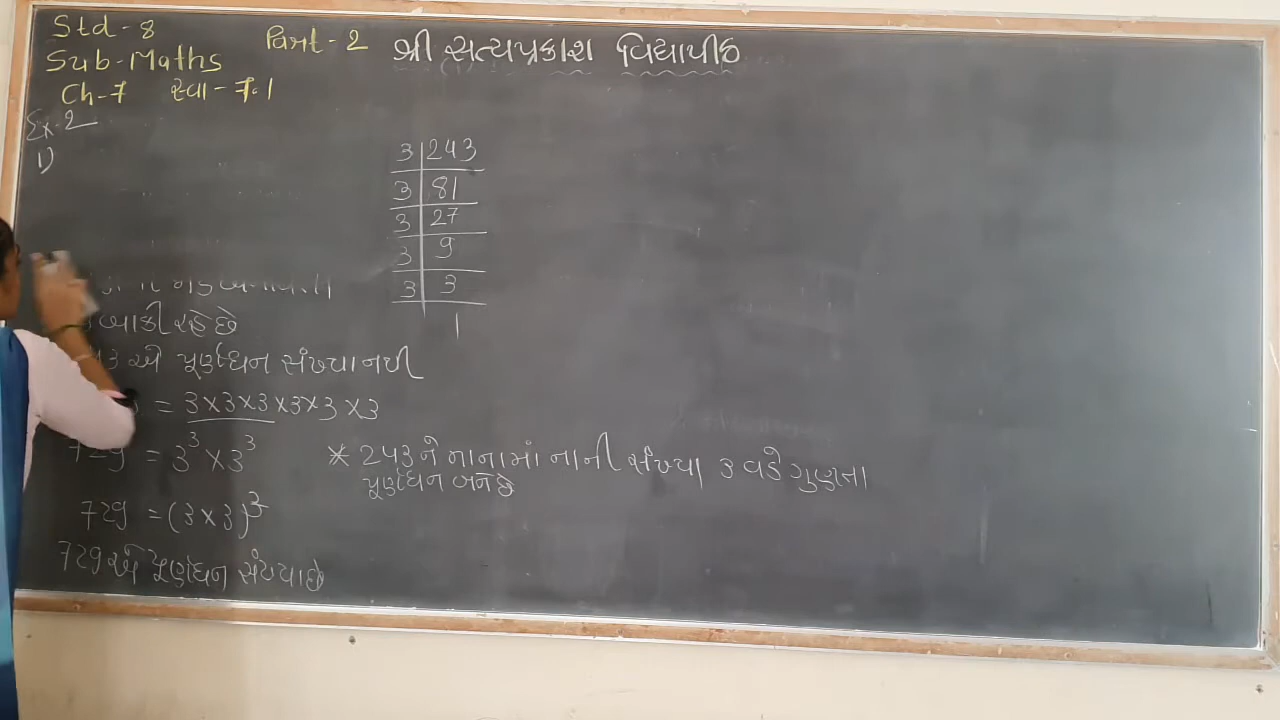 Std - 8
Part - 2
શ્રી સત્યપ્રકાશ વિદ્યાપીઠ
Sub - Maths
Ch - 7 સ્વા - 7.1
Ex. 2
1)
3 | 243
3 | 81
3 | 27
3 | 9
3 | 3
1
બાકી રહે છે
એ પૂર્ણઘન સંખ્યા નથી
= 3 × 3 × 3 × 3 × 3 × 3
729 = 3³ × 3³
729 = (3 × 3)³
729 એ પૂર્ણઘન સંખ્યા છે
* 243 ને નાનામાં નાની સંખ્યા 3 વડે ગુણતા
પૂર્ણઘન બને છે